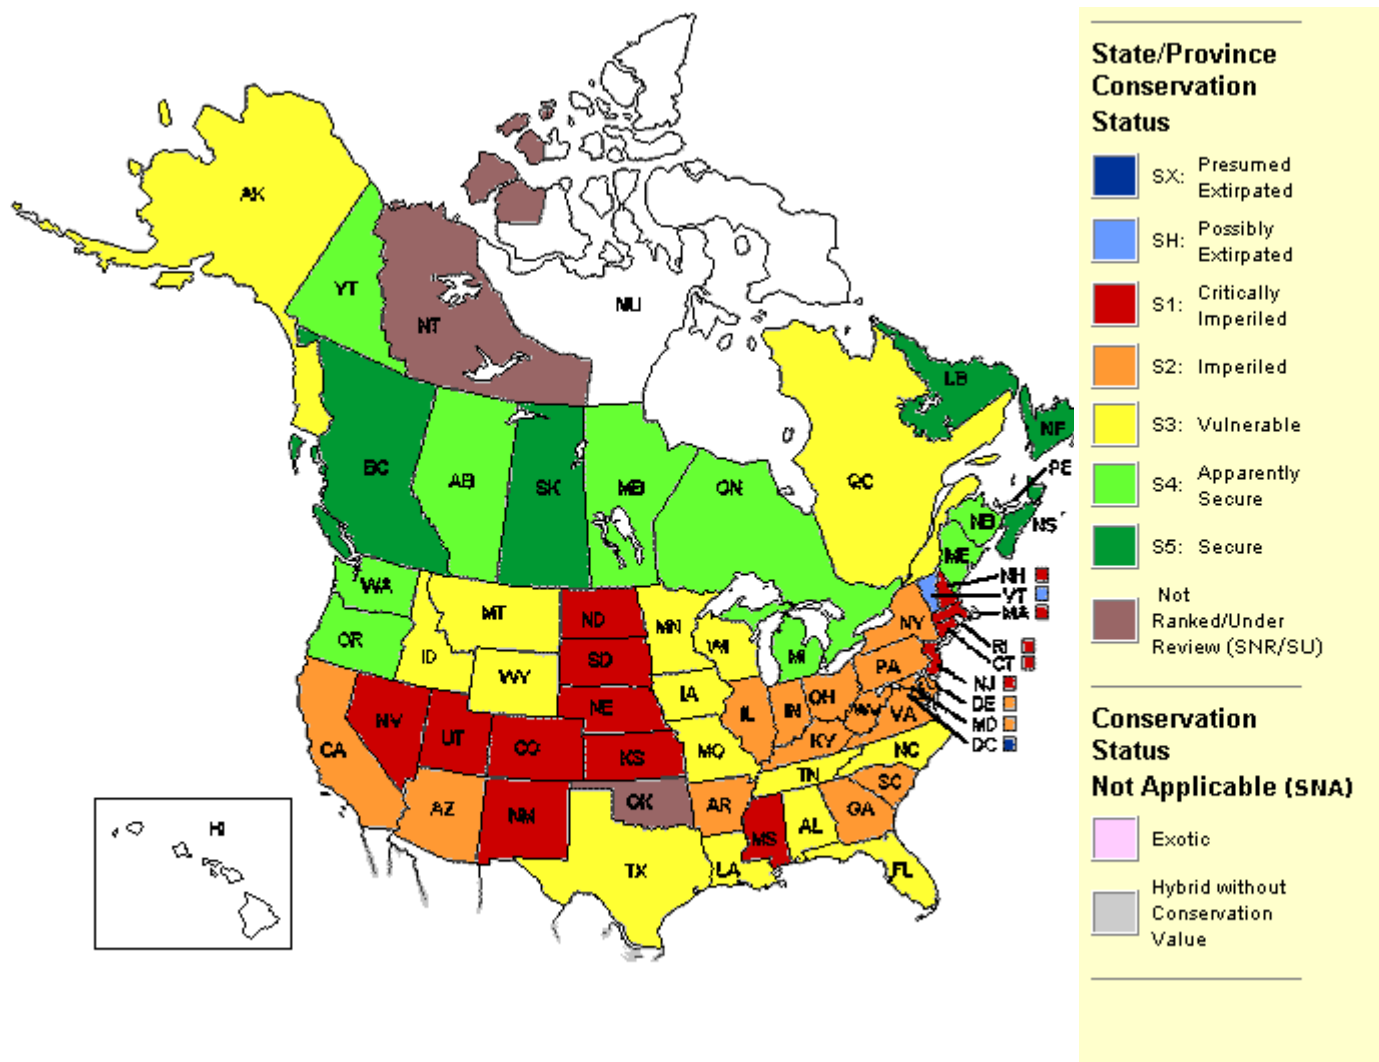 AK
YT
NT
NU
BC
AB
SK
MB
ON
QC
LB
NF
PE
NB
NS
ME
NH
VT
MA
RI
CT
NJ
DE
MD
DC
WA
OR
MT
ID
WY
ND
SD
NE
KS
MN
WI
MI
IA
IL
IN
OH
PA
NY
WV
VA
KY
MO
NV
UT
CO
CA
AZ
NM
OK
AR
TN
NC
SC
GA
AL
MS
LA
TX
FL
HI
State/Province
Conservation
Status
SX: Presumed
Extirpated
SH: Possibly
Extirpated
S1: Critically
Imperiled
S2: Imperiled
S3: Vulnerable
S4: Apparently
Secure
S5: Secure
Not
Ranked/Under
Review (SNR/SU)
Conservation
Status
Not Applicable (SNA)
Exotic
Hybrid without
Conservation
Value